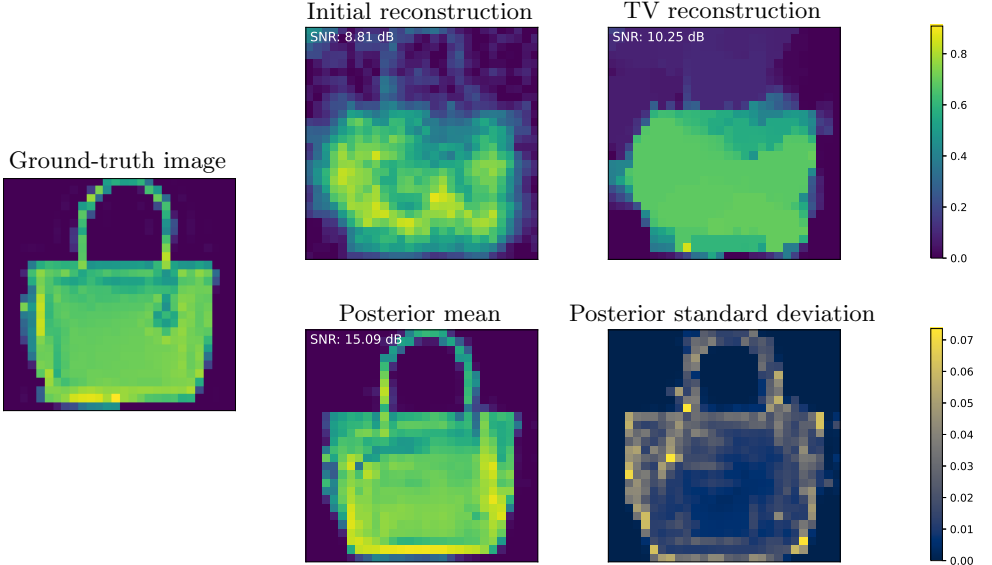 Initial reconstruction
TV reconstruction
SNR: 8.81 dB
SNR: 10.25 dB
0.8
0.6
0.4
0.2
0.0
Ground-truth image
Posterior mean
Posterior standard deviation
SNR: 15.09 dB
0.07
0.06
0.05
0.04
0.03
0.02
0.01
0.00